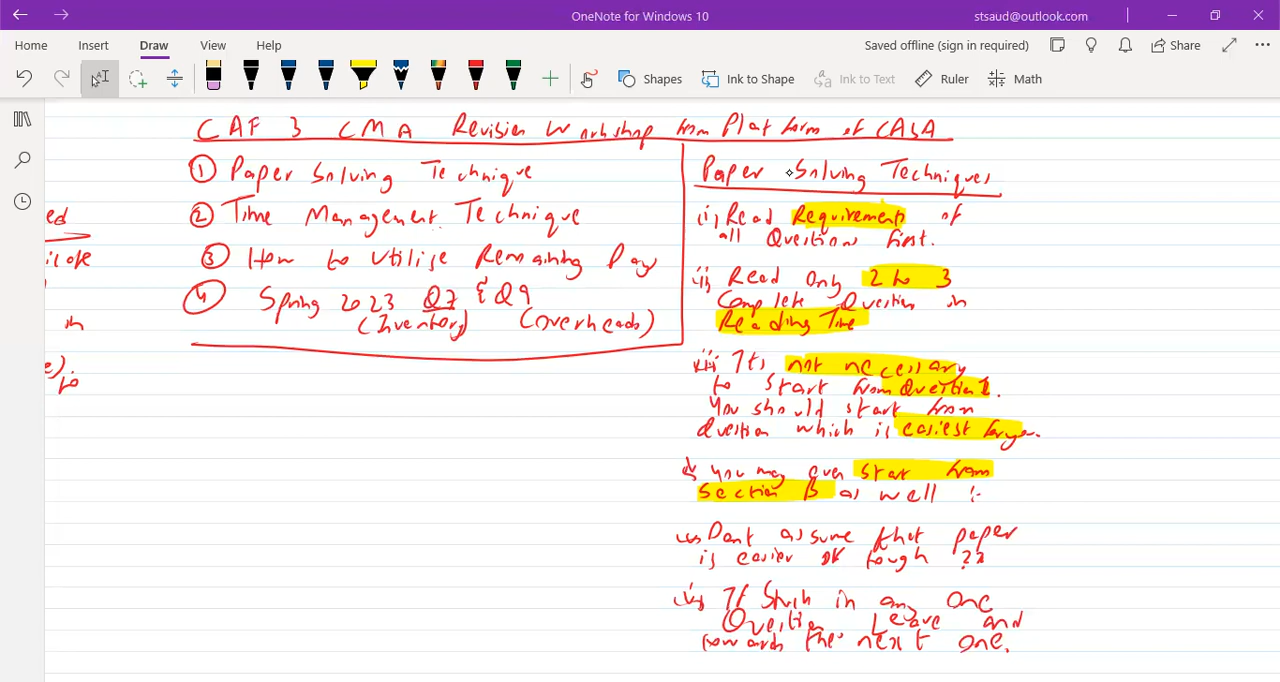 OneNote for Windows 10
stsaud@outlook.com
Home Insert Draw View Help
Saved offline (sign in required)
Share
Shapes
Ink to Shape
Ink to Text
Ruler
Math
CAF 3 CMA Revision Workshop from Platform of CASA
① Paper Solving Technique
② Time Management Technique
③ How to utilise Remaining Days
④ Spring 2023 Q7 & Q9
(Inventory) (Overheads)
ed
in
e). to
Paper Solving Techniques
(i) Read Requirement of
all Questions first.
ii) Read only 2 to 3
Complete Question in
Reading Time
iii Its not necessary
to start from Question 1.
You should start from
Question which is easiest for you.
you may even start from
Section B as well
Dont assume that paper
is easier or tough ??
If Stuck in any one
Question Leave and
towards the next one.